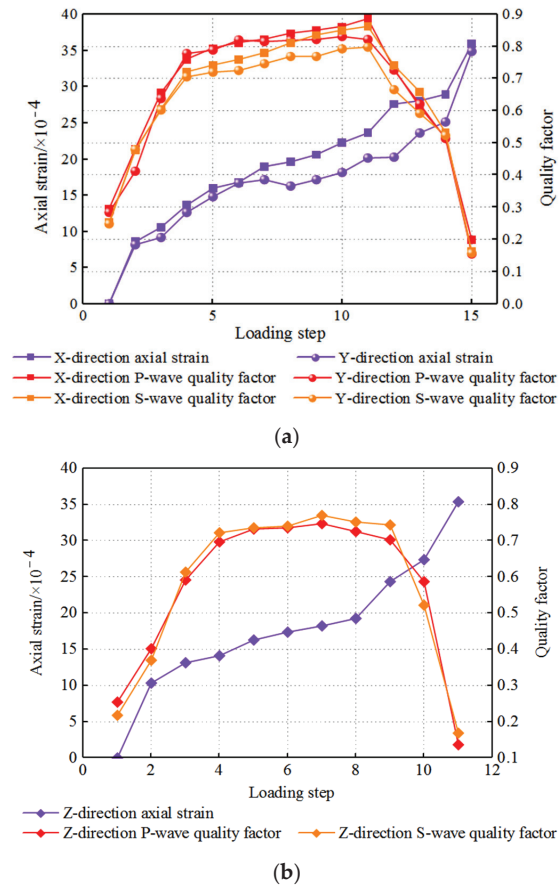 40
35
30
25
20
15
10
5
0
Axial strain/×10⁻⁴
0.9
0.8
0.7
0.6
0.5
0.4
0.3
0.2
0.1
0.0
Quality factor
0 5 10 15
Loading step
X-direction axial strain Y-direction axial strain
X-direction P-wave quality factor Y-direction P-wave quality factor
X-direction S-wave quality factor Y-direction S-wave quality factor
(a)
40
35
30
25
20
15
10
5
0
Axial strain/×10⁻⁴
0.9
0.8
0.7
0.6
0.5
0.4
0.3
0.2
0.1
Quality factor
0 2 4 6 8 10 12
Loading step
Z-direction axial strain
Z-direction P-wave quality factor Z-direction S-wave quality factor
(b)